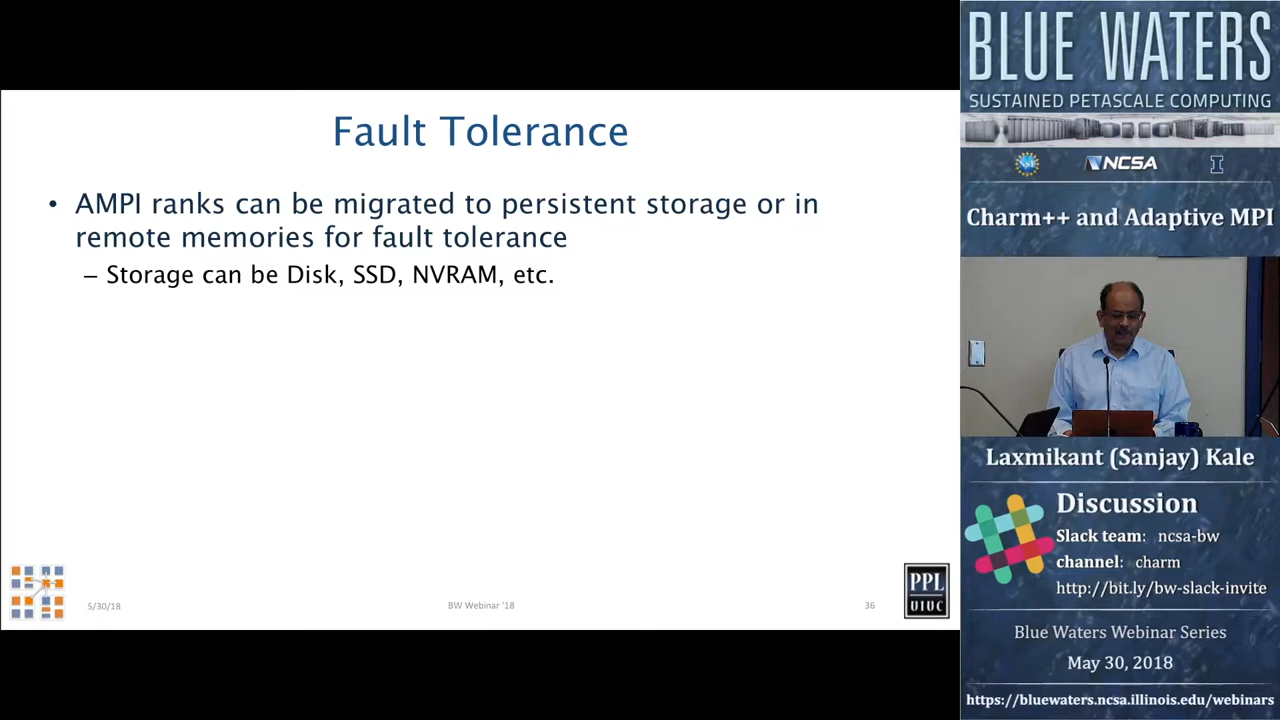 Fault Tolerance
• AMPI ranks can be migrated to persistent storage or in
remote memories for fault tolerance
– Storage can be Disk, SSD, NVRAM, etc.
5/30/18
BW Webinar '18
36
PPL
UIUC
BLUE WATERS
SUSTAINED PETASCALE COMPUTING
NCSA
Charm++ and Adaptive MPI
Laxmikant (Sanjay) Kale
Discussion
Slack team: ncsa-bw
channel: charm
http://bit.ly/bw-slack-invite
Blue Waters Webinar Series
May 30, 2018
https://bluewaters.ncsa.illinois.edu/webinars